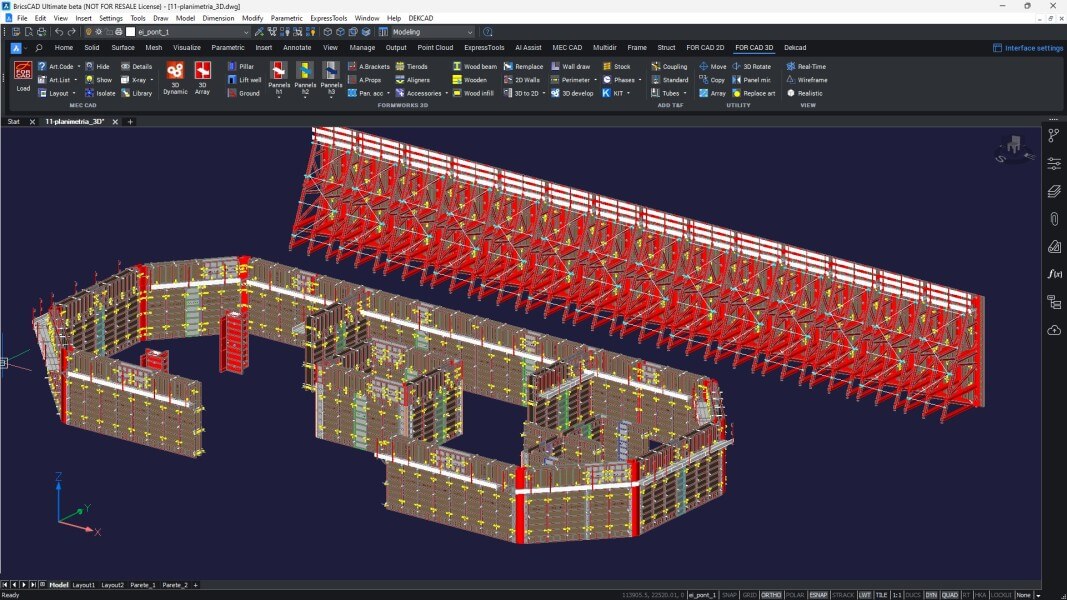 BricsCAD Ultimate beta (NOT FOR RESALE License) - [11-planimetria_3D.dwg]
File Edit View Insert Settings Tools Draw Model Dimension Modify Parametric ExpressTools Window Help DEKCAD
ei_pont_1 Modeling
Home Solid Surface Mesh Visualize Parametric Insert Annotate View Manage Output Point Cloud ExpressTools AI Assist MEC CAD Multidir Frame Struct FOR CAD 2D FOR CAD 3D Dekcad Interface settings
Art.Code Hide Details Pillar A.Brackets Tierods Wood beam Remplace Wall draw Stock Coupling Move 3D Rotate Real-Time
FOR CAD Load Art.List Show X-ray 3D Dynamic 3D Array Lift well Pannels h1 Pannels h2 Pannels h3 A.Props Aligners Wooden 2D Walls Perimeter Phases Standard Copy Panel mir Wireframe
Layout Isolate Library Ground Pan. acc Accessories Wood infill 3D to 2D 3D develop KIT Tubes Array Replace art Realistic
MEC CAD FORMWORKS 3D ADD T&F UTILITY VIEW
Start 11-planimetria_3D*
Z
Y
X
Model Layout1 Layout2 Parete_1 Parete_2
Ready 113905.5, 22520.01, 0 ei_pont_1 SNAP GRID ORTHO POLAR ESNAP STRACK LWT TILE 1:1 DUCS DYN QUAD RT HKA LOCKUI None